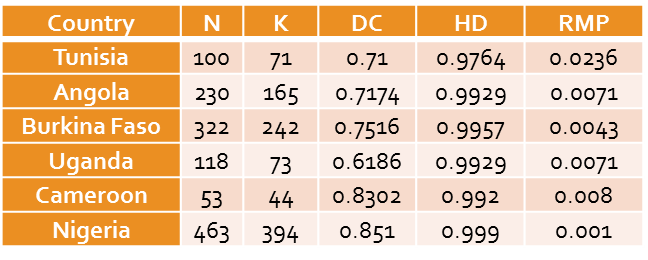 Country N K DC HD RMP
Tunisia 100 71 0.71 0.9764 0.0236
Angola 230 165 0.7174 0.9929 0.0071
Burkina Faso 322 242 0.7516 0.9957 0.0043
Uganda 118 73 0.6186 0.9929 0.0071
Cameroon 53 44 0.8302 0.992 0.008
Nigeria 463 394 0.851 0.999 0.001